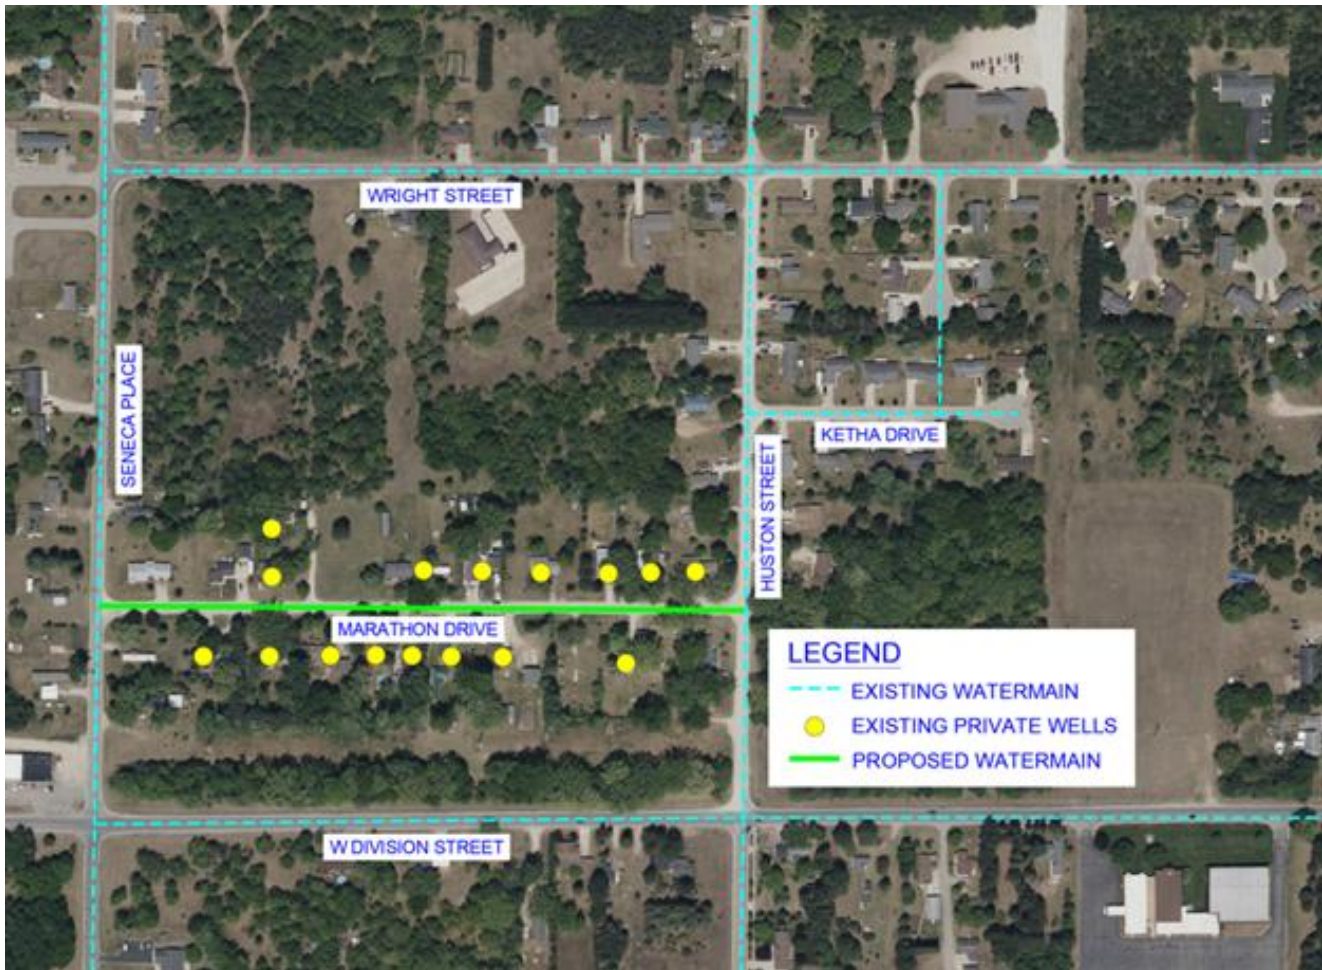 WRIGHT STREET
SENECA PLACE
KETHA DRIVE
HUSTON STREET
MARATHON DRIVE
LEGEND
EXISTING WATERMAIN
EXISTING PRIVATE WELLS
PROPOSED WATERMAIN
W DIVISION STREET